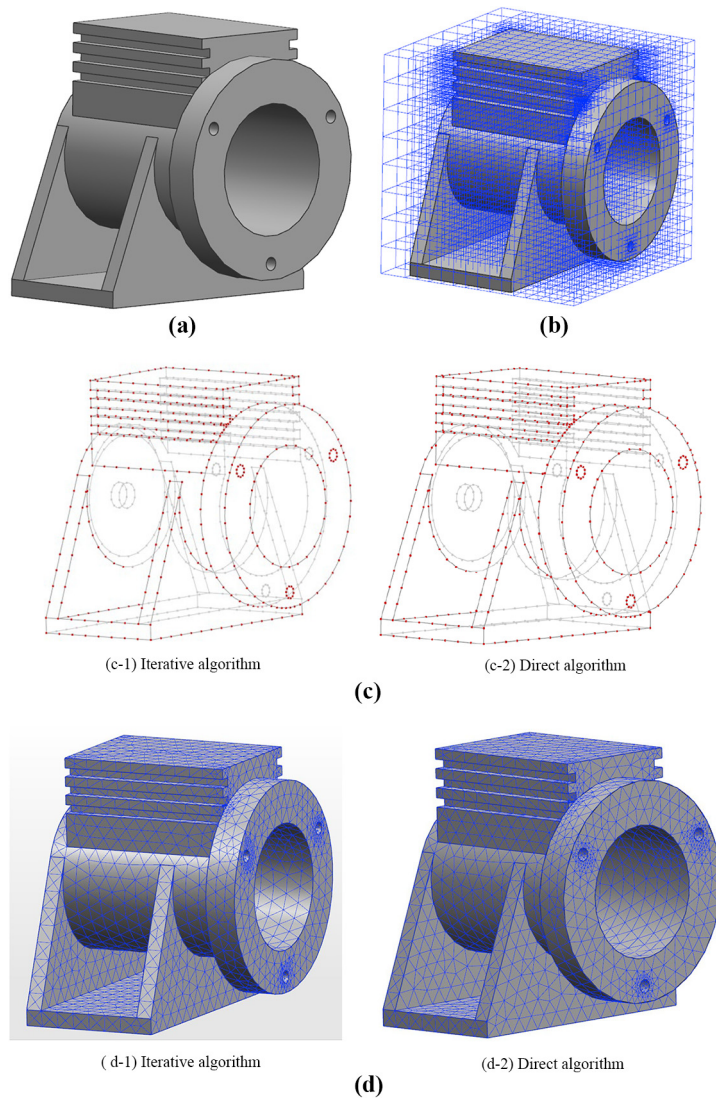 (a)
(b)
(c-1) Iterative algorithm
(c-2) Direct algorithm
(c)
( d-1) Iterative algorithm
(d-2) Direct algorithm
(d)